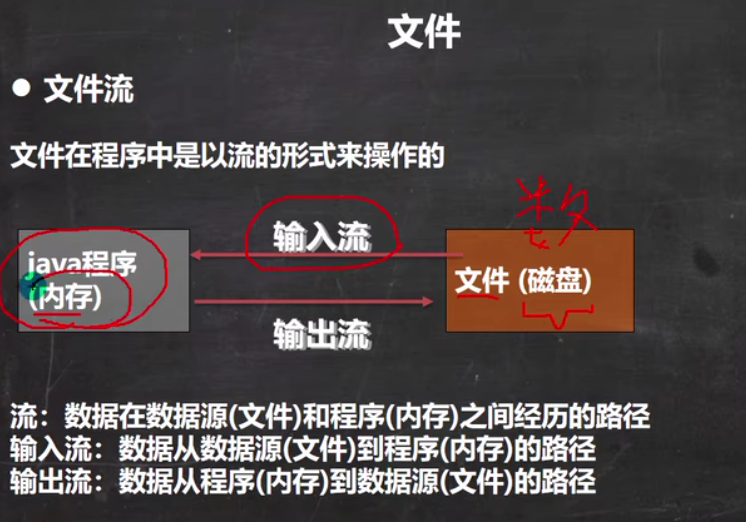 文件
● 文件流
文件在程序中是以流的形式来操作的
数
输入流
java程序
(内存)
文件 (磁盘)
输出流
流：数据在数据源(文件)和程序(内存)之间经历的路径
输入流：数据从数据源(文件)到程序(内存)的路径
输出流：数据从程序(内存)到数据源(文件)的路径